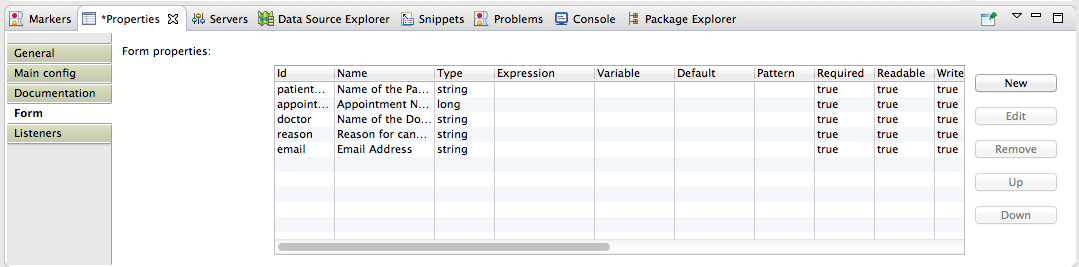 Markers *Properties Servers Data Source Explorer Snippets Problems Console Package Explorer
General
Main config
Documentation
Form
Listeners
Form properties:
Id Name Type Expression Variable Default Pattern Required Readable Write
patient... Name of the Pa... string true true true
appoint... Appointment N... long true true true
doctor Name of the Do... string true true true
reason Reason for can... string true true true
email Email Address string true true true
New
Edit
Remove
Up
Down